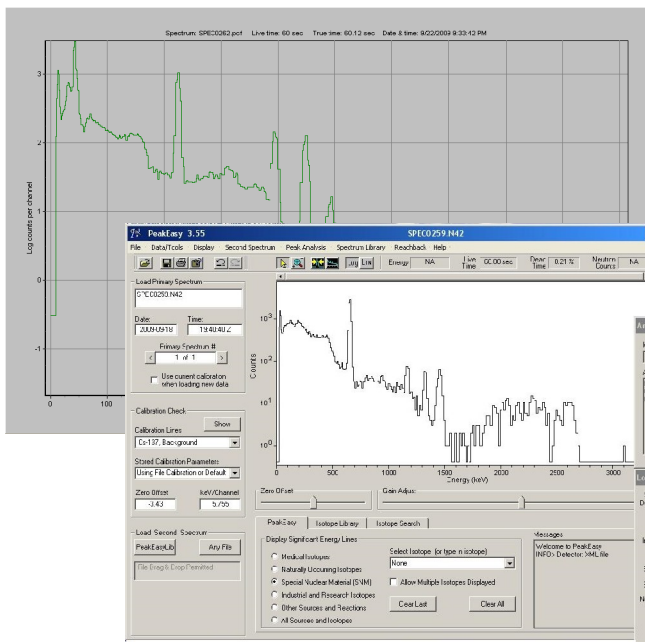 Spectrum: SPEC0262.pcf Live time: 60 sec True time: 60.12 sec Date & time: 9/22/2009 9:33:42 PM
3
2
1
0
-1
Log counts per channel
0 100
PeakEasy 3.55 SPEC0259.N42
File Data/Tools Display Second Spectrum Peak Analysis Spectrum Library Reachback Help
Log Lin Energy NA Live Time 60.00 sec Dead Time 0.21 % Neutron Counts NA
Load Primary Spectrum
SPEC0259.N42
Date: Time:
2009-09-18 19:40:40 Z
Primary Spectrum #
< 1 of 1 >
Use current calibration when loading new data
Calibration Check
Show
Calibration Lines
Cs-137, Background
Stored Calibration Parameters
Using File Calibration or Default
Zero Offset keV/Channel
-0.43 5.755
Load Second Spectrum
PeakEasyLib Any File
File Drag & Drop Permitted
Counts
10³
10²
10¹
10⁰
0 500 1000 1500 2000 2500 3000
Energy (keV)
Zero Offset Gain Adjust
PeakEasy Isotope Library Isotope Search
Display Significant Energy Lines
Medical Isotopes
Naturally Occuring Isotopes
Special Nuclear Material (SNM)
Industrial and Research Isotopes
Other Sources and Reactions
All Sources and Isotopes
Select Isotope (or type in isotope)
None
Allow Multiple Isotopes Displayed
Clear Last Clear All
Messages
Welcome to PeakEasy
INFO> Detector: XML file